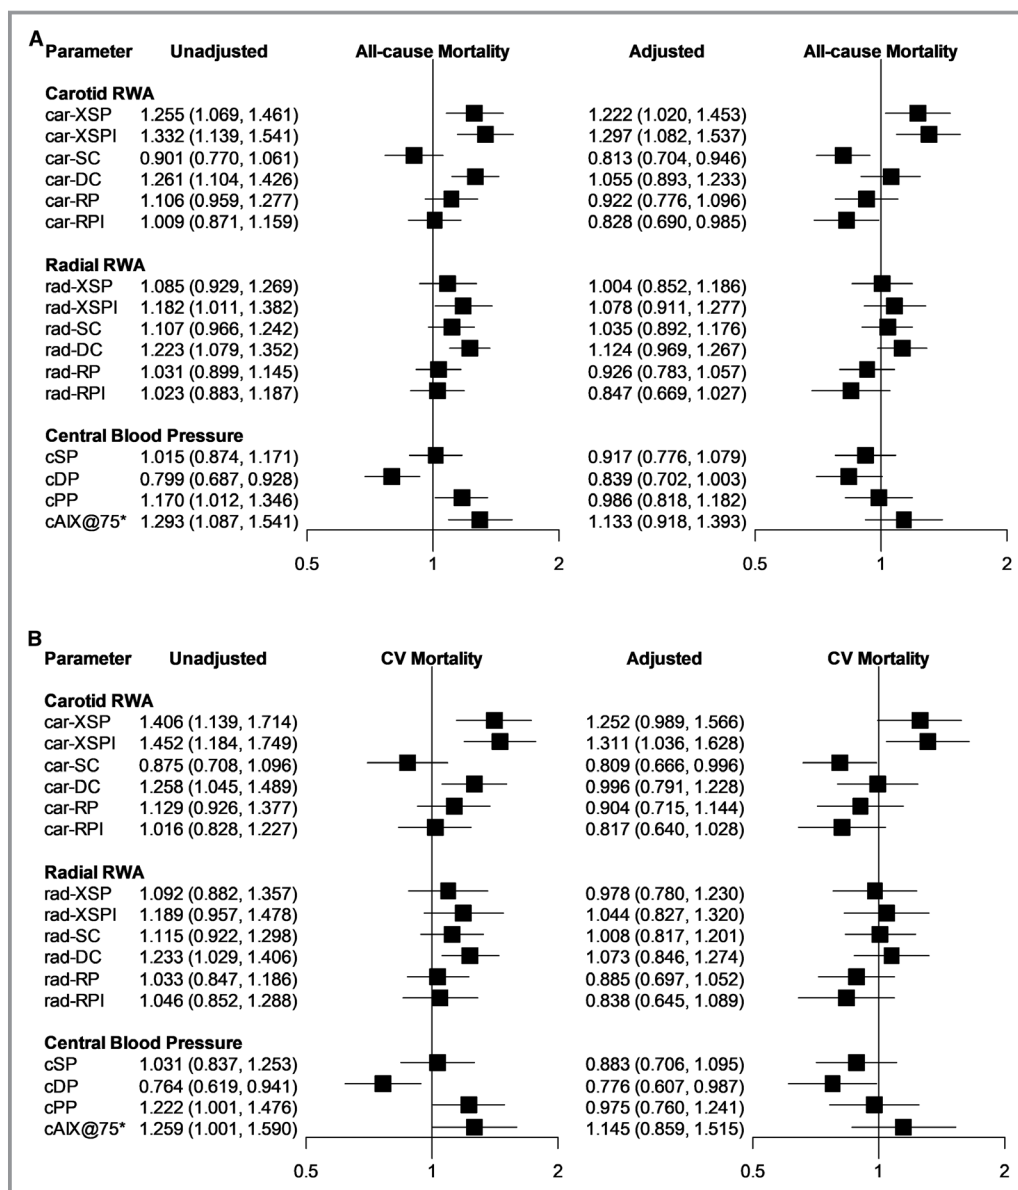 A Parameter Unadjusted All-cause Mortality Adjusted All-cause Mortality
Carotid RWA
car-XSP 1.255 (1.069, 1.461) 1.222 (1.020, 1.453)
car-XSPI 1.332 (1.139, 1.541) 1.297 (1.082, 1.537)
car-SC 0.901 (0.770, 1.061) 0.813 (0.704, 0.946)
car-DC 1.261 (1.104, 1.426) 1.055 (0.893, 1.233)
car-RP 1.106 (0.959, 1.277) 0.922 (0.776, 1.096)
car-RPI 1.009 (0.871, 1.159) 0.828 (0.690, 0.985)
Radial RWA
rad-XSP 1.085 (0.929, 1.269) 1.004 (0.852, 1.186)
rad-XSPI 1.182 (1.011, 1.382) 1.078 (0.911, 1.277)
rad-SC 1.107 (0.966, 1.242) 1.035 (0.892, 1.176)
rad-DC 1.223 (1.079, 1.352) 1.124 (0.969, 1.267)
rad-RP 1.031 (0.899, 1.145) 0.926 (0.783, 1.057)
rad-RPI 1.023 (0.883, 1.187) 0.847 (0.669, 1.027)
Central Blood Pressure
cSP 1.015 (0.874, 1.171) 0.917 (0.776, 1.079)
cDP 0.799 (0.687, 0.928) 0.839 (0.702, 1.003)
cPP 1.170 (1.012, 1.346) 0.986 (0.818, 1.182)
cAIX@75* 1.293 (1.087, 1.541) 1.133 (0.918, 1.393)
0.5 1 2 0.5 1 2
B
Parameter Unadjusted CV Mortality Adjusted CV Mortality
Carotid RWA
car-XSP 1.406 (1.139, 1.714) 1.252 (0.989, 1.566)
car-XSPI 1.452 (1.184, 1.749) 1.311 (1.036, 1.628)
car-SC 0.875 (0.708, 1.096) 0.809 (0.666, 0.996)
car-DC 1.258 (1.045, 1.489) 0.996 (0.791, 1.228)
car-RP 1.129 (0.926, 1.377) 0.904 (0.715, 1.144)
car-RPI 1.016 (0.828, 1.227) 0.817 (0.640, 1.028)
Radial RWA
rad-XSP 1.092 (0.882, 1.357) 0.978 (0.780, 1.230)
rad-XSPI 1.189 (0.957, 1.478) 1.044 (0.827, 1.320)
rad-SC 1.115 (0.922, 1.298) 1.008 (0.817, 1.201)
rad-DC 1.233 (1.029, 1.406) 1.073 (0.846, 1.274)
rad-RP 1.033 (0.847, 1.186) 0.885 (0.697, 1.052)
rad-RPI 1.046 (0.852, 1.288) 0.838 (0.645, 1.089)
Central Blood Pressure
cSP 1.031 (0.837, 1.253) 0.883 (0.706, 1.095)
cDP 0.764 (0.619, 0.941) 0.776 (0.607, 0.987)
cPP 1.222 (1.001, 1.476) 0.975 (0.760, 1.241)
cAIX@75* 1.259 (1.001, 1.590) 1.145 (0.859, 1.515)
0.5 1 2 0.5 1 2